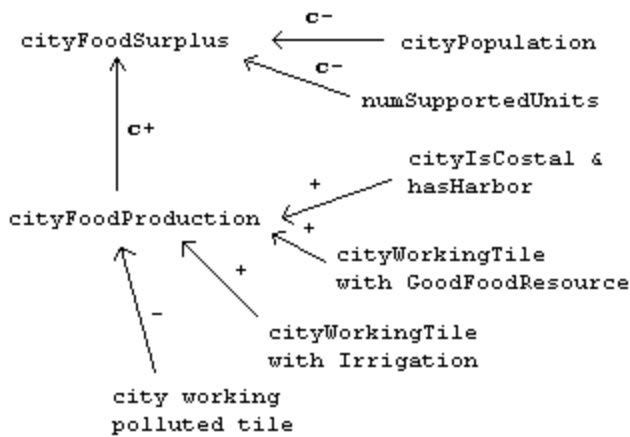 c-
cityFoodSurplus
cityPopulation
c-
numSupportedUnits
c+
cityIsCostal &
hasHarbor
+
cityFoodProduction
+
cityWorkingTile
with GoodFoodResource
+
-
cityWorkingTile
with Irrigation
city working
polluted tile